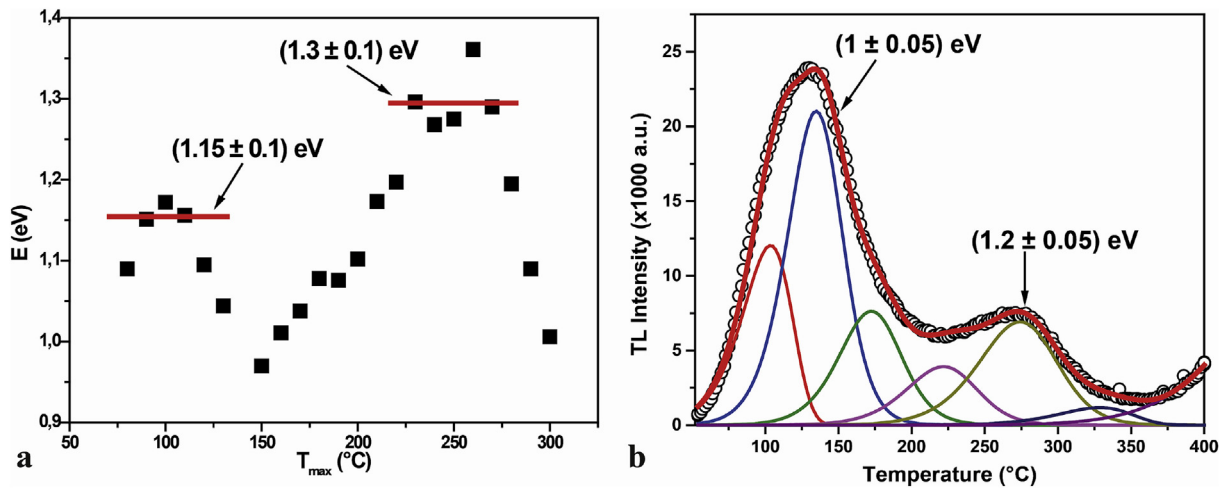 1,4
1,3
1,2
1,1
1,0
0,9
E (eV)
(1.3 ± 0.1) eV
(1.15 ± 0.1) eV
50 100 150 200 250 300
T_max (°C)
a
25
20
15
10
5
0
TL Intensity (x1000 a.u.)
(1 ± 0.05) eV
(1.2 ± 0.05) eV
100 150 200 250 300 350 400
Temperature (°C)
b